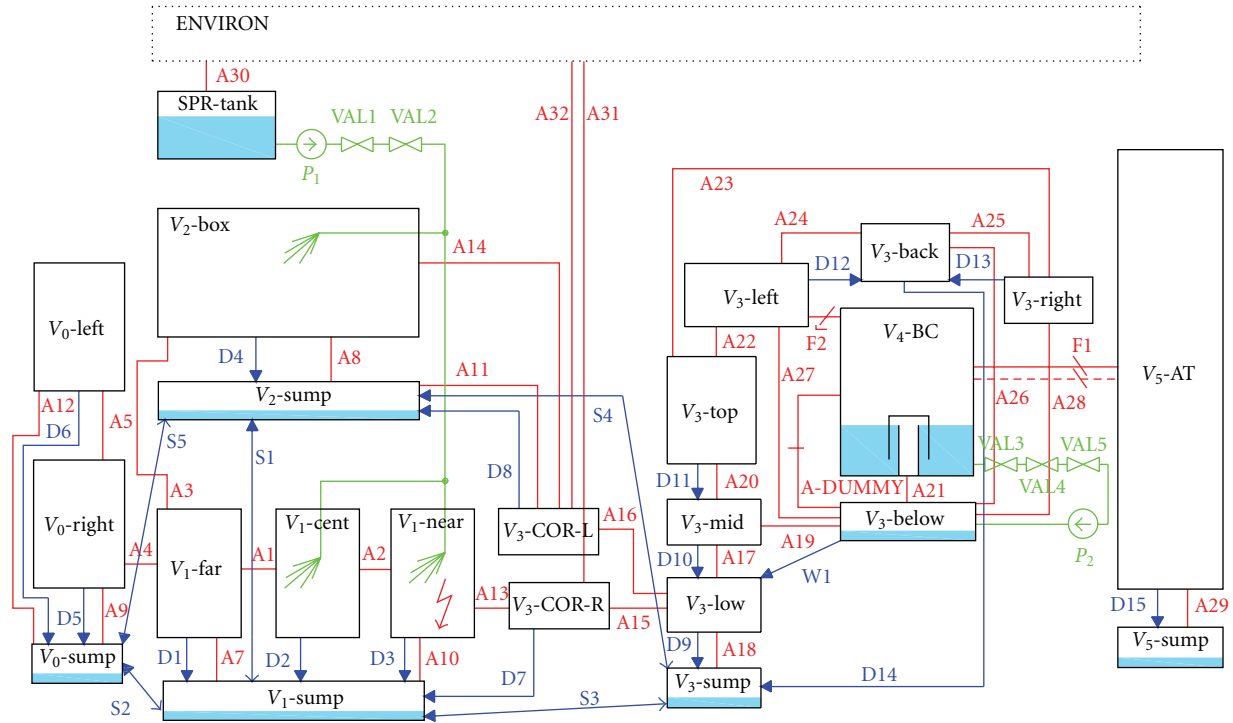 ENVIRON
A30
SPR-tank
VAL1
VAL2
A32
A31
P1
A23
V2-box
A14
A24
A25
V3-back
D12
D13
V3-left
V3-right
V0-left
V4-BC
F2
F1
D4
A8
A22
A11
V5-AT
A12
D6
A5
V2-sump
S4
A27
A26
A28
V3-top
S5
S1
D8
VAL3
VAL5
D11
A20
A-DUMMY
A21
VAL4
A3
V0-right
V1-cent
V1-near
V3-COR-L
A16
V3-mid
V3-below
A4
A1
A2
D10
A17
A19
P2
V1-far
A13
V3-COR-R
A15
V3-low
W1
D5
A9
D15
A29
V0-sump
D1
A7
D2
D3
A10
D7
D9
A18
V5-sump
V3-sump
D14
S2
V1-sump
S3